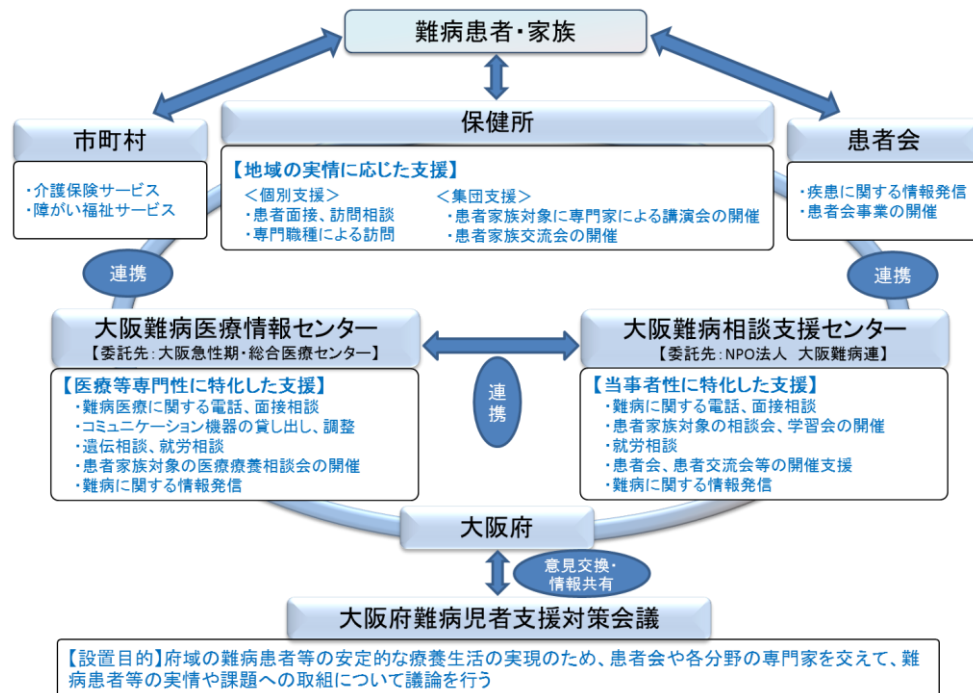 難病患者・家族
市町村
・介護保険サービス
・障がい福祉サービス
保健所
【地域の実情に応じた支援】
＜個別支援＞
・患者面接、訪問相談
・専門職種による訪問
＜集団支援＞
・患者家族対象に専門家による講演会の開催
・患者家族交流会の開催
患者会
・疾患に関する情報発信
・患者会事業の開催
連携
連携
大阪難病医療情報センター
【委託先：大阪急性期・総合医療センター】
【医療等専門性に特化した支援】
・難病医療に関する電話、面接相談
・コミュニケーション機器の貸し出し、調整
・遺伝相談、就労相談
・患者家族対象の医療療養相談会の開催
・難病に関する情報発信
連携
大阪難病相談支援センター
【委託先：NPO法人 大阪難病連】
【当事者性に特化した支援】
・難病に関する電話、面接相談
・患者家族対象の相談会、学習会の開催
・就労相談
・患者会、患者交流会等の開催支援
・難病に関する情報発信
大阪府
意見交換・
情報共有
大阪府難病児者支援対策会議
【設置目的】府域の難病患者等の安定的な療養生活の実現のため、患者会や各分野の専門家を交えて、難
病患者等の実情や課題への取組について議論を行う